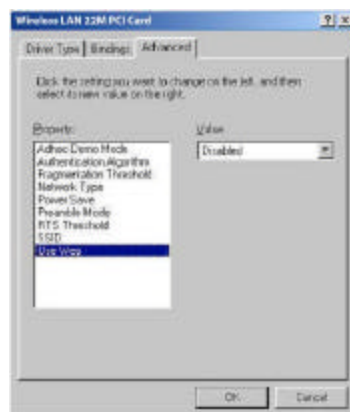 Wireless LAN 22M PCI Card
Driver Type
Bindings
Advanced
Click the setting you want to change on the left, and then
select its new value on the right.
Property:
Value:
Adhoc Demo Mode
Authentication Algorithm
Fragmentation Threshold
Network Type
Power Save
Preamble Mode
RTS Threshold
SSID
Use Wep
Disabled
OK
Cancel